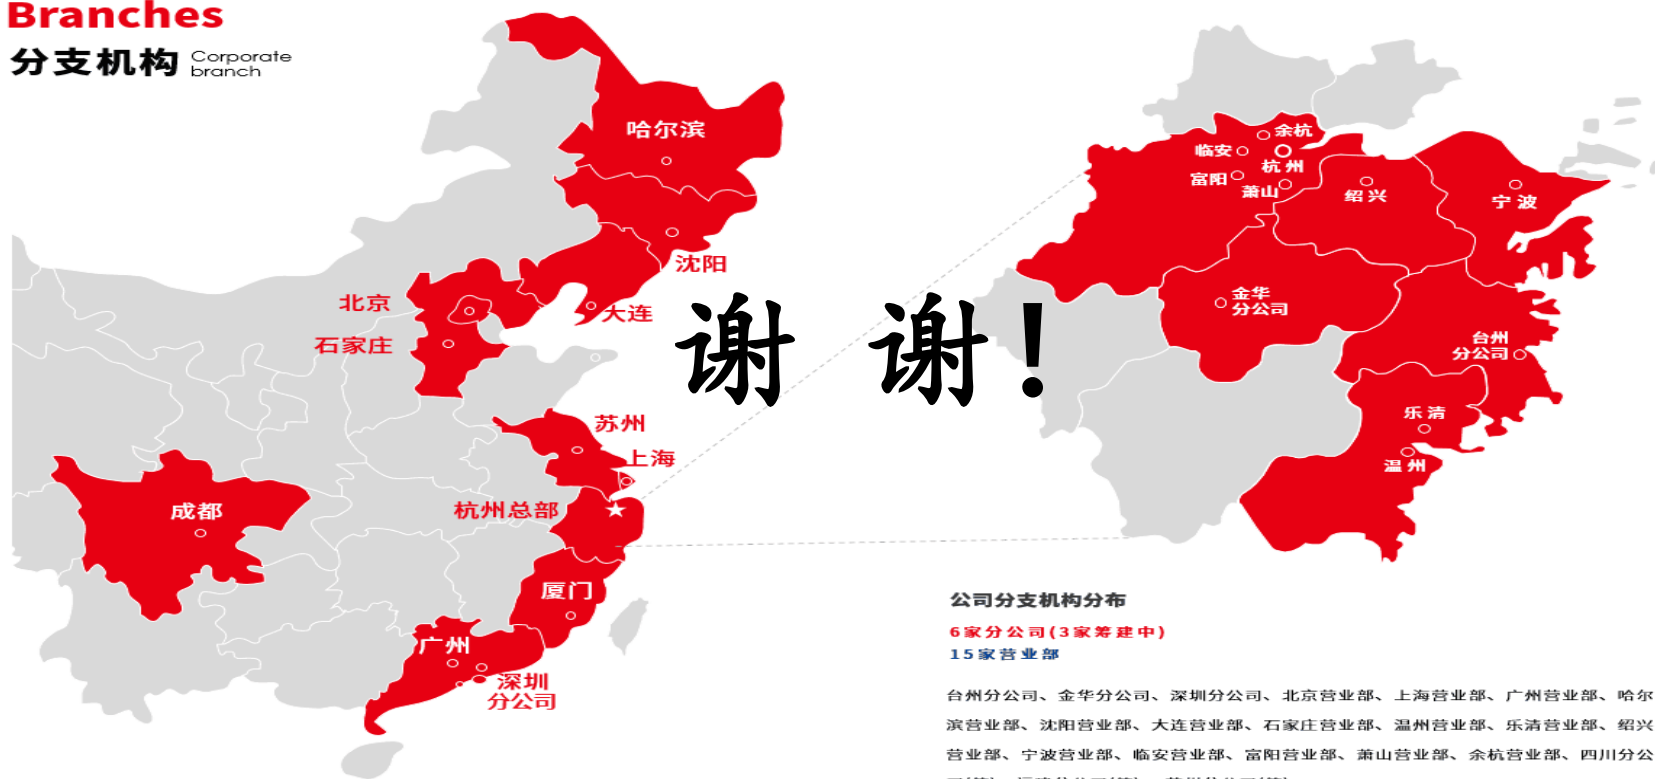 Branches
分支机构 Corporate
branch
哈尔滨
沈阳
大连
北京
石家庄
苏州
上海
杭州总部
成都
厦门
广州
深圳
分公司
谢 谢!
余杭
临安
杭州
富阳
萧山
绍兴
宁波
金华
分公司
台州
分公司
乐清
温州
公司分支机构分布
6家分公司(3家筹建中)
15家营业部
台州分公司、金华分公司、深圳分公司、北京营业部、上海营业部、广州营业部、哈尔
滨营业部、沈阳营业部、大连营业部、石家庄营业部、温州营业部、乐清营业部、绍兴
营业部、宁波营业部、临安营业部、富阳营业部、萧山营业部、余杭营业部、四川分公